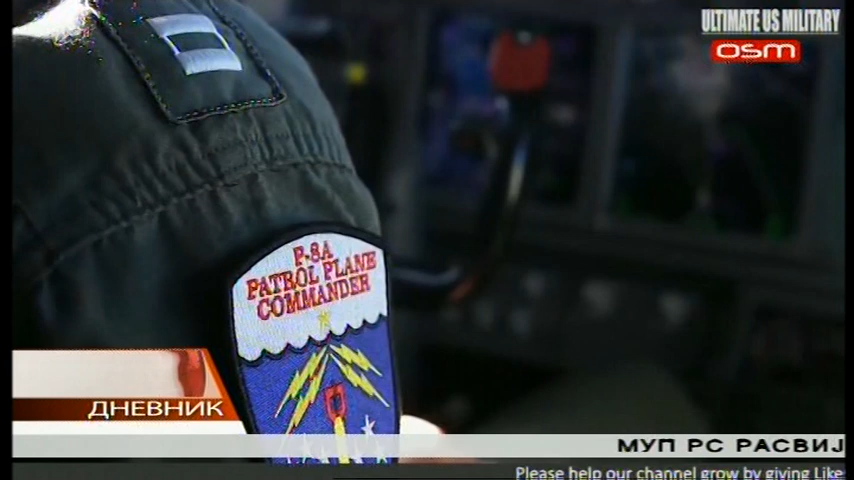 ULTIMATE US MILITARY
OSM
P-8A
PATROL PLANE
COMMANDER
ДНЕВНИК
МУП РС РАСВИЈ
Please help our channel grow by giving Like